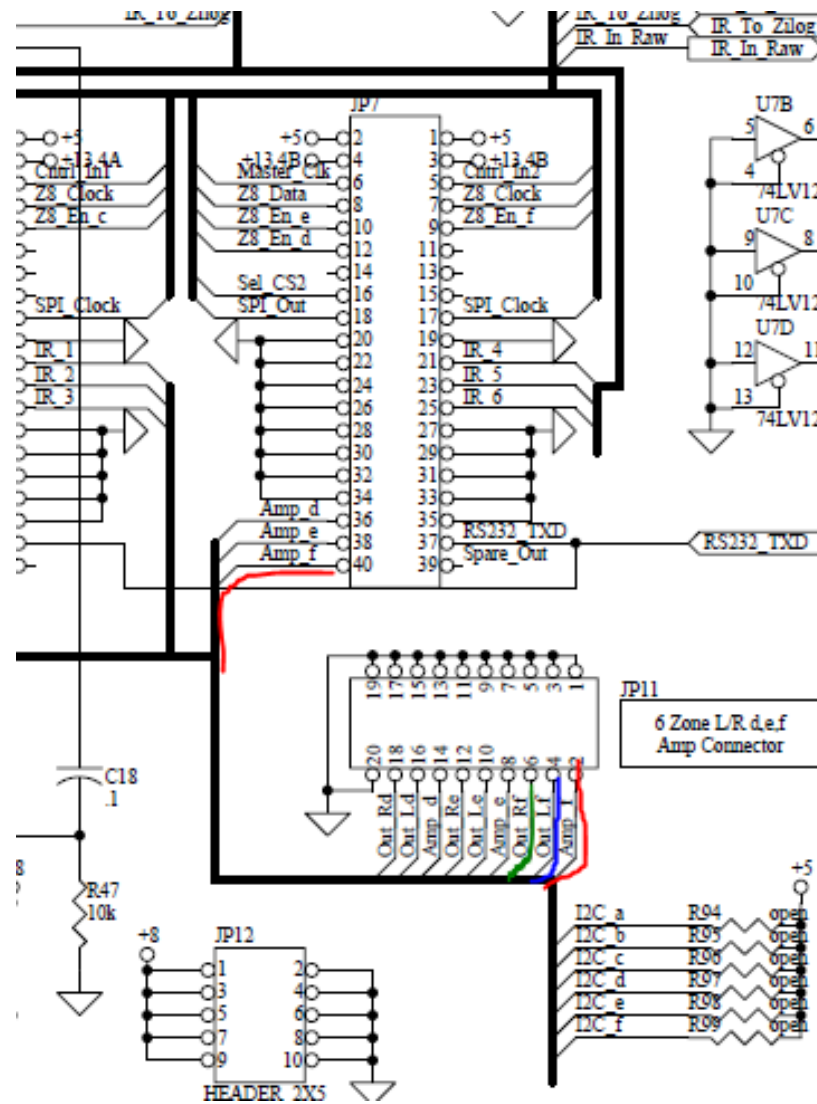 IR_To_Zilog
IR_To_Zilog
IR_To_Zilog
IR_In_Raw
IR_In_Raw
JP7
+5
+13.4A
Cntrl_In1
Z8_Clock
Z8_En_c
SPI_Clock
IR_1
IR_2
IR_3
+5
+13.4B
Master_Clk
Z8_Data
Z8_En_e
Z8_En_d
Sel_CS2
SPI_Out
Amp_d
Amp_e
Amp_f
2
4
6
8
10
12
14
16
18
20
22
24
26
28
30
32
34
36
38
40
1
3
5
7
9
11
13
15
17
19
21
23
25
27
29
31
33
35
37
39
+5
+13.4B
Cntrl_In2
Z8_Clock
Z8_En_f
SPI_Clock
IR_4
IR_5
IR_6
RS232_TXD
Spare_Out
RS232_TXD
U7B
5
6
4
74LV12
U7C
9
8
10
74LV12
U7D
12
11
13
74LV12
JP11
19
17
15
13
11
9
7
5
3
1
20
18
16
14
12
10
8
6
4
2
Out_Rd
Out_Ld
Amp_d
Out_Re
Out_Le
Amp_e
Out_Rf
Out_Lf
Amp_f
6 Zone L/R d,e,f
Amp Connector
C18
.1
8
R47
10k
+8
JP12
1
3
5
7
9
2
4
6
8
10
HEADER 2X5
+5
I2C_a R94 open
I2C_b R95 open
I2C_c R96 open
I2C_d R97 open
I2C_e R98 open
I2C_f R99 open